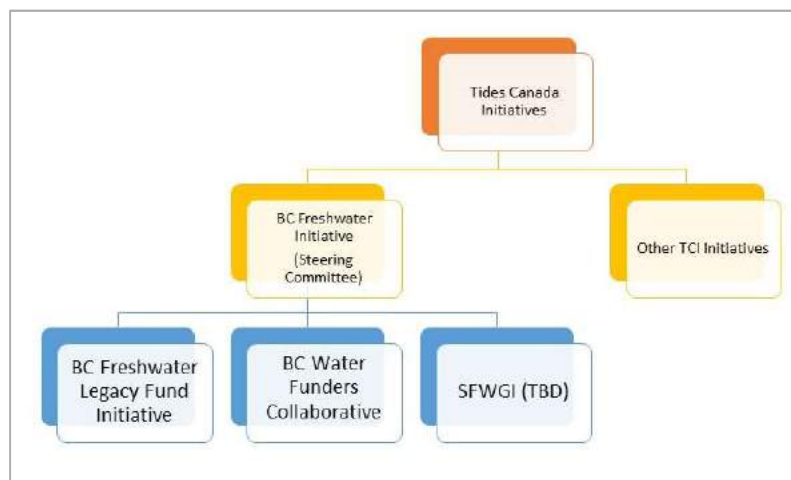 Tides Canada
Initiatives
BC Freshwater
Initiative
(Steering
Committee)
Other TCI Initiatives
BC Freshwater
Legacy Fund
Initiative
BC Water
Funders
Collaborative
SFWGI (TBD)